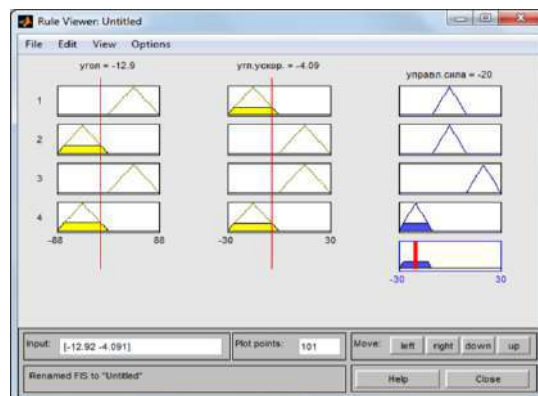 Rule Viewer: Untitled
File Edit View Options
угол = -12.9
угл.ускор. = -4.09
управл.сила = -20
1
2
3
4
-88 88
-30 30
-30 30
Input: [-12.92 -4.091]
Plot points: 101
Move: left right down up
Renamed FIS to "Untitled"
Help Close